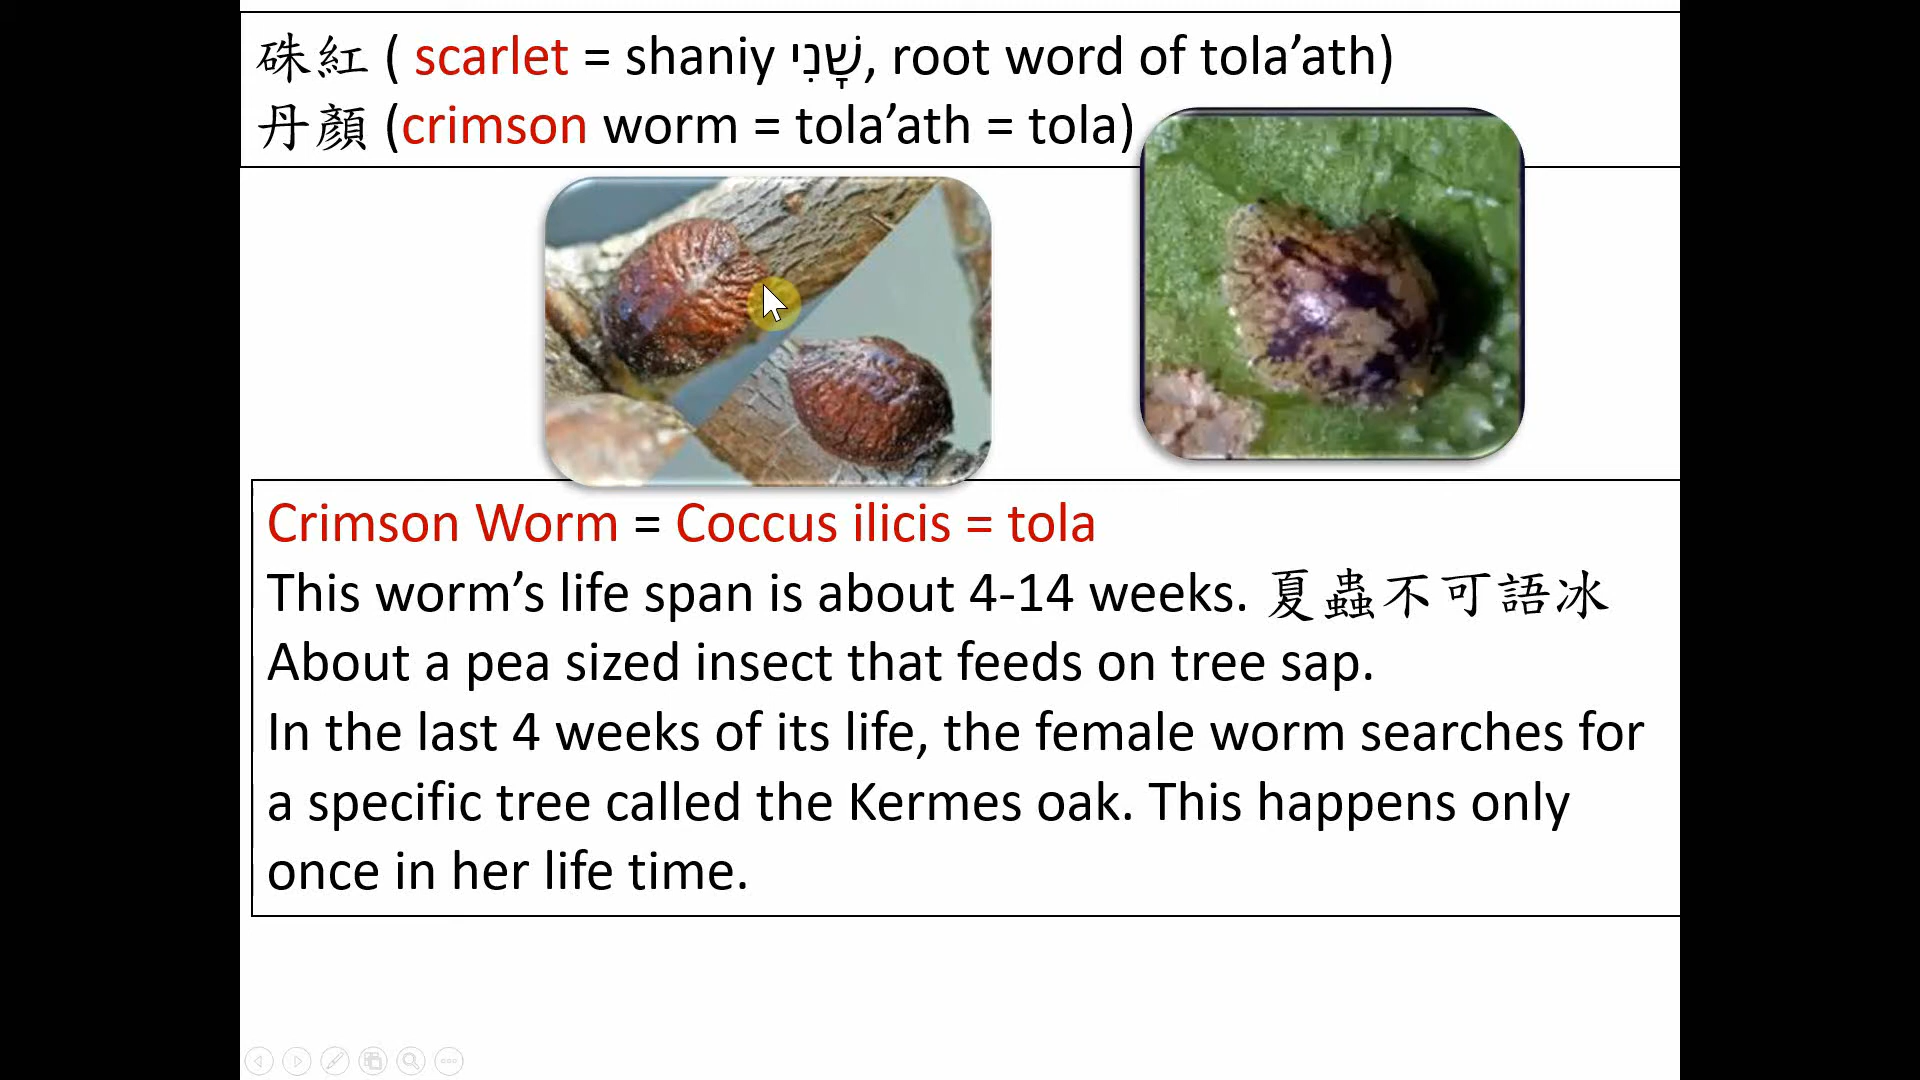 硃紅 ( scarlet = shaniy שָׁנִי, root word of tola’ath)
丹顏 (crimson worm = tola’ath = tola)
Crimson Worm = Coccus ilicis = tola
This worm’s life span is about 4-14 weeks. 夏蟲不可語冰
About a pea sized insect that feeds on tree sap.
In the last 4 weeks of its life, the female worm searches for
a specific tree called the Kermes oak. This happens only
once in her life time.